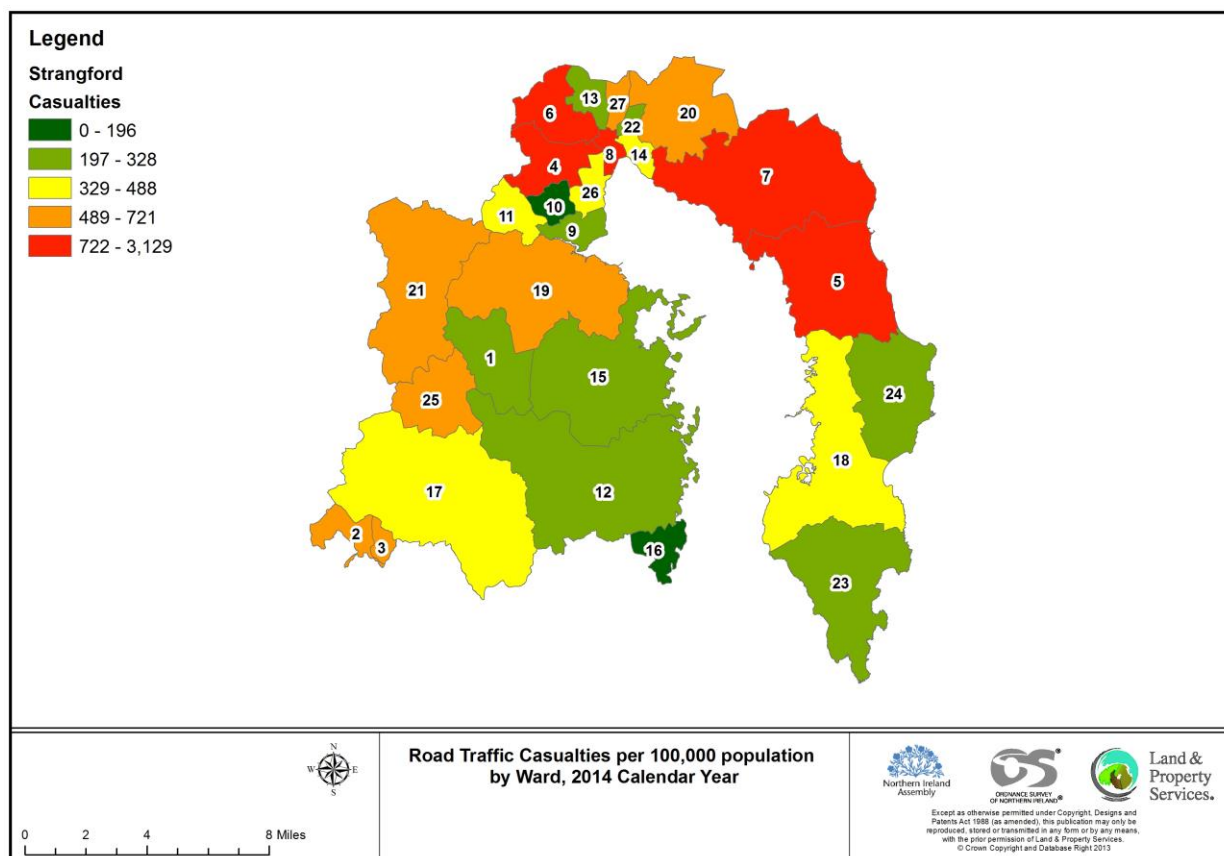 Legend
Strangford
Casualties
0 - 196
197 - 328
329 - 488
489 - 721
722 - 3,129
6
13
27
20
22
8
14
4
7
26
10
11
9
5
21
19
1
15
24
25
18
17
12
2
3
16
23
N
W
E
S
0 2 4 8 Miles
Road Traffic Casualties per 100,000 population
by Ward, 2014 Calendar Year
Northern Ireland
Assembly
OS®
ORDNANCE SURVEY
OF NORTHERN IRELAND®
Land &
Property
Services.
Except as otherwise permitted under Copyright, Designs and
Patents Act 1988 (as amended), this publication may only be
reproduced, stored or transmitted in any form or by any means,
with the prior permission of Land & Property Services.
© Crown Copyright and Database Right 2013